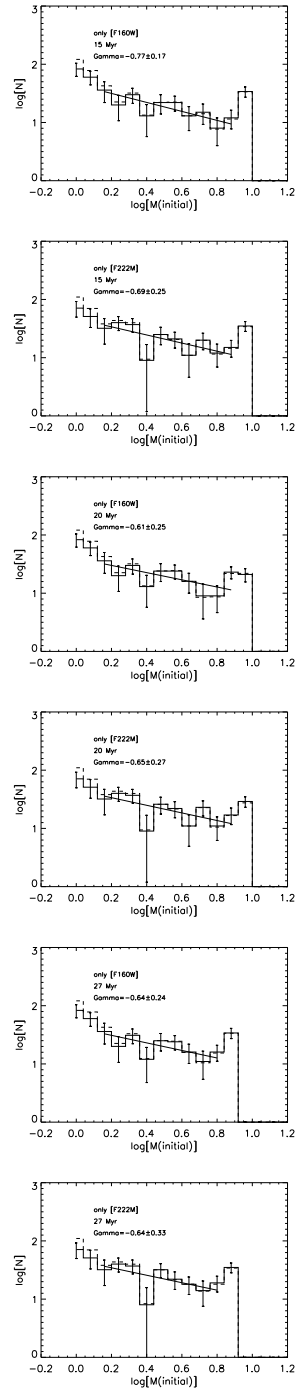 3
only [F160W]
15 Myr
Gamma=-0.77±0.17
2
log[N]
1
0
-0.2 0.0 0.2 0.4 0.6 0.8 1.0 1.2
log[M(initial)]
3
only [F222M]
15 Myr
Gamma=-0.69±0.25
2
log[N]
1
0
-0.2 0.0 0.2 0.4 0.6 0.8 1.0 1.2
log[M(initial)]
3
only [F160W]
20 Myr
Gamma=-0.61±0.25
2
log[N]
1
0
-0.2 0.0 0.2 0.4 0.6 0.8 1.0 1.2
log[M(initial)]
3
only [F222M]
20 Myr
Gamma=-0.65±0.27
2
log[N]
1
0
-0.2 0.0 0.2 0.4 0.6 0.8 1.0 1.2
log[M(initial)]
3
only [F160W]
27 Myr
Gamma=-0.64±0.24
2
log[N]
1
0
-0.2 0.0 0.2 0.4 0.6 0.8 1.0 1.2
log[M(initial)]
3
only [F222M]
27 Myr
Gamma=-0.64±0.33
2
log[N]
1
0
-0.2 0.0 0.2 0.4 0.6 0.8 1.0 1.2
log[M(initial)]